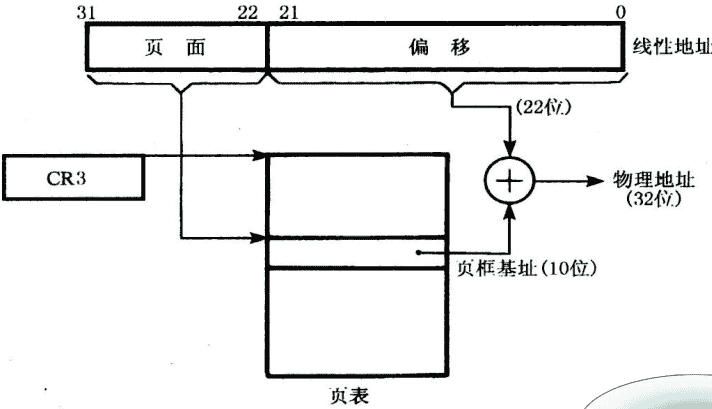 31 22 21 0
页 面 偏 移 线性地址
(22位)
CR3
物理地址
(32位)
页框基址(10位)
页表